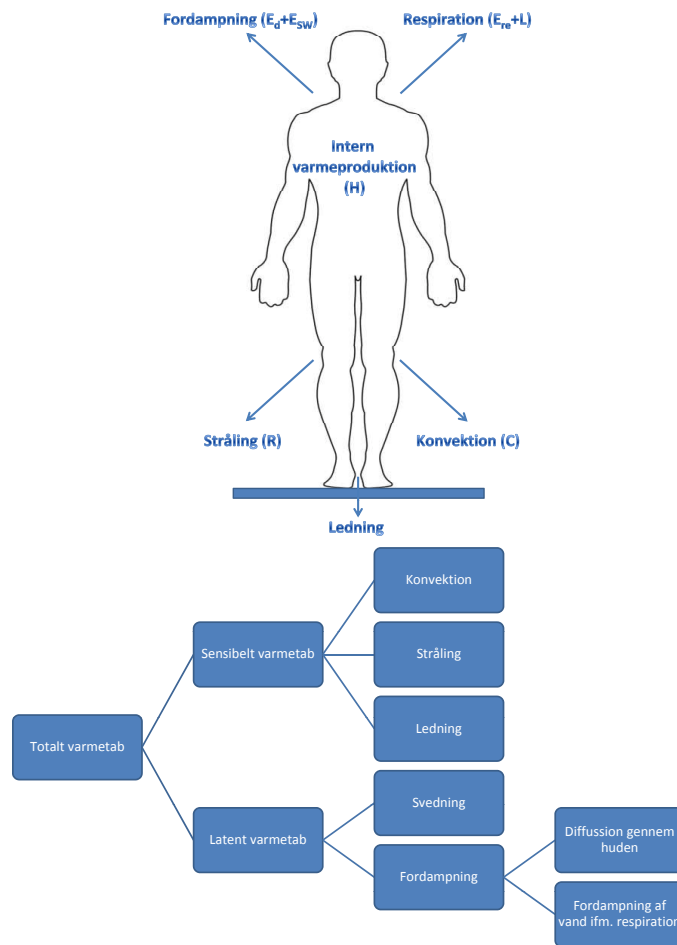 Fordampning (Ed+ESW)
Respiration (Ere+L)
Intern
varmeproduktion
(H)
Stråling (R)
Konvektion (C)
Ledning
Konvektion
Sensibelt varmetab
Stråling
Ledning
Totalt varmetab
Svedning
Latent varmetab
Fordampning
Diffussion gennem
huden
Fordampning af
vand ifm. respiration